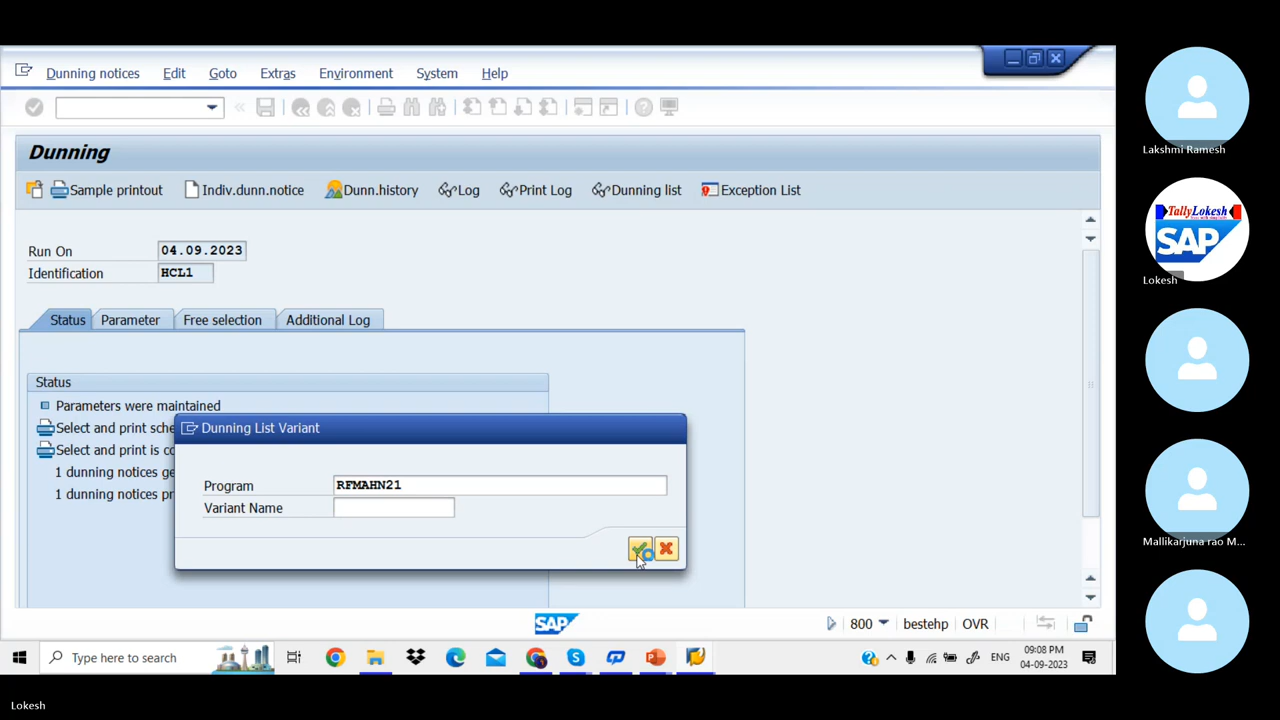 Dunning notices Edit Goto Extras Environment System Help
Dunning
Sample printout Indiv.dunn.notice Dunn.history Log Print Log Dunning list Exception List
Run On 04.09.2023
Identification HCL1
Status Parameter Free selection Additional Log
Status
Parameters were maintained
Select and print sche
Select and print is co
1 dunning notices ge
1 dunning notices pr
Dunning List Variant
Program RFMAHN21
Variant Name
SAP 800 bestehp OVR
Type here to search
ENG 09:08 PM
04-09-2023
Lakshmi Ramesh
TallyLokesh
SAP
Lokesh
Mallikarjuna rao M...
Lokesh